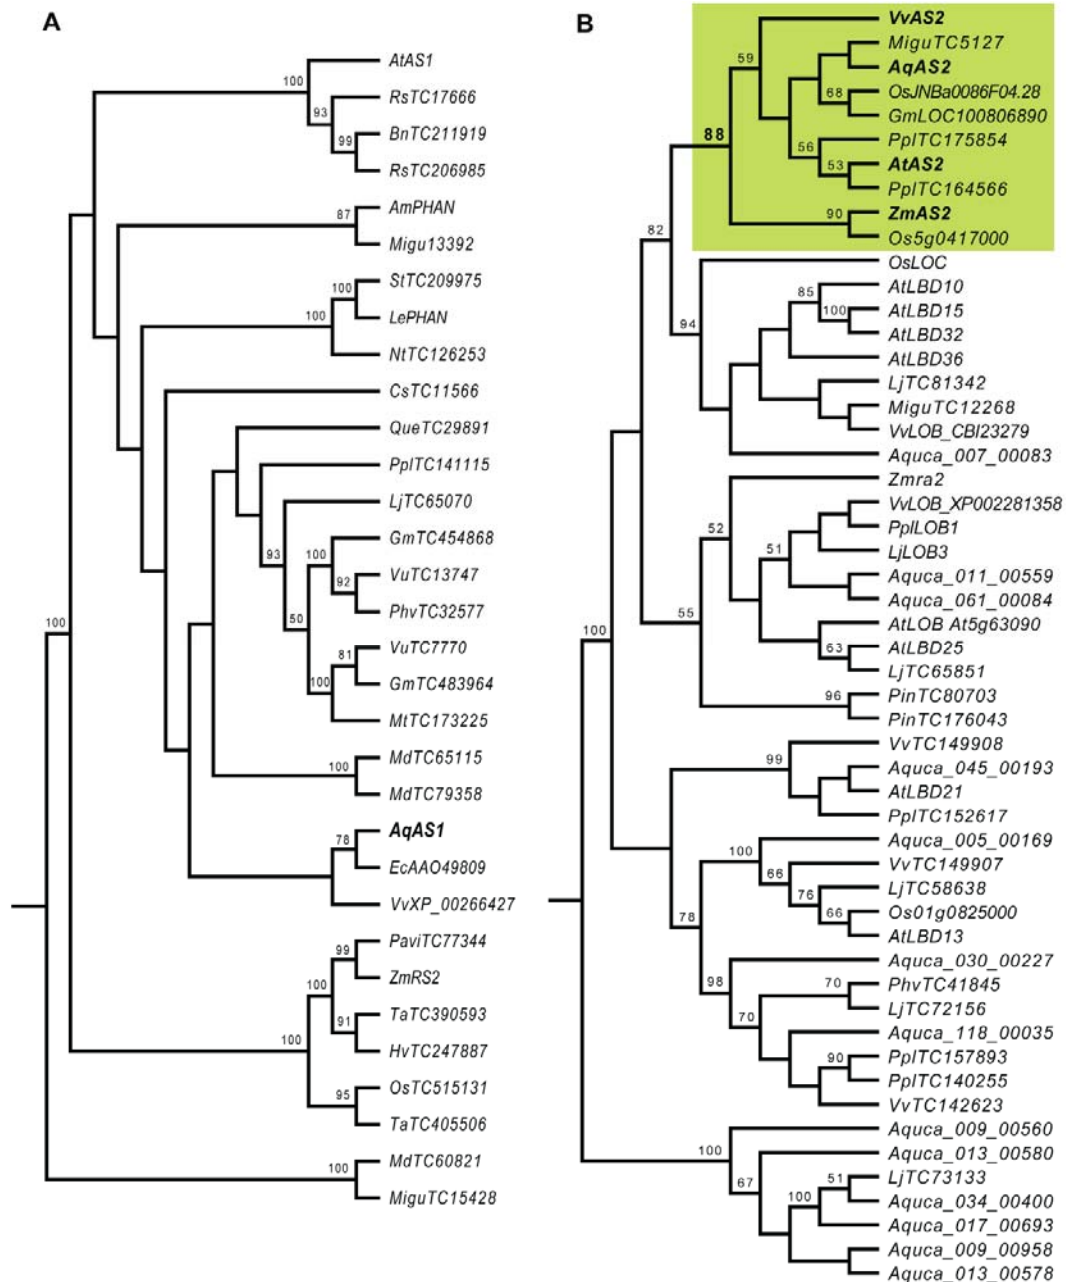 A
100
AtAS1
93
RsTC17666
99
BnTC211919
RsTC206985
87
AmPHAN
Migu13392
100
StTC209975
100
LePHAN
NtTC126253
CsTC11566
QueTC29891
PplTC141115
93
LjTC65070
100
GmTC454868
92
VuTC13747
PhvTC32577
50
81
VuTC7770
100
GmTC483964
MtTC173225
100
MdTC65115
MdTC79358
78
AqAS1
EcAAO49809
VvXP_00266427
100
99
PaviTC77344
100
ZmRS2
91
TaTC390593
100
HvTC247887
95
OsTC515131
TaTC405506
100
MdTC60821
MiguTC15428
B
VvAS2
59
MiguTC5127
AqAS2
68
OsJNBa0086F04.28
GmLOC100806890
88
56
PplTC175854
53
AtAS2
PplTC164566
90
ZmAS2
Os5g0417000
82
OsLOC
85
AtLBD10
100
AtLBD15
94
AtLBD32
AtLBD36
LjTC81342
MiguTC12268
VvLOB_CBI23279
Aquca_007_00083
Zmra2
52
VvLOB_XP002281358
PplLOB1
51
LjLOB3
Aquca_011_00559
Aquca_061_00084
55
AtLOB At5g63090
100
63
AtLBD25
LjTC65851
96
PinTC80703
PinTC176043
99
VvTC149908
Aquca_045_00193
AtLBD21
PplTC152617
100
Aquca_005_00169
66
VvTC149907
76
LjTC58638
66
Os01g0825000
78
AtLBD13
98
Aquca_030_00227
70
PhvTC41845
70
LjTC72156
Aquca_118_00035
90
PplTC157893
PplTC140255
VvTC142623
100
Aquca_009_00560
67
Aquca_013_00580
51
LjTC73133
100
Aquca_034_00400
Aquca_017_00693
Aquca_009_00958
Aquca_013_00578